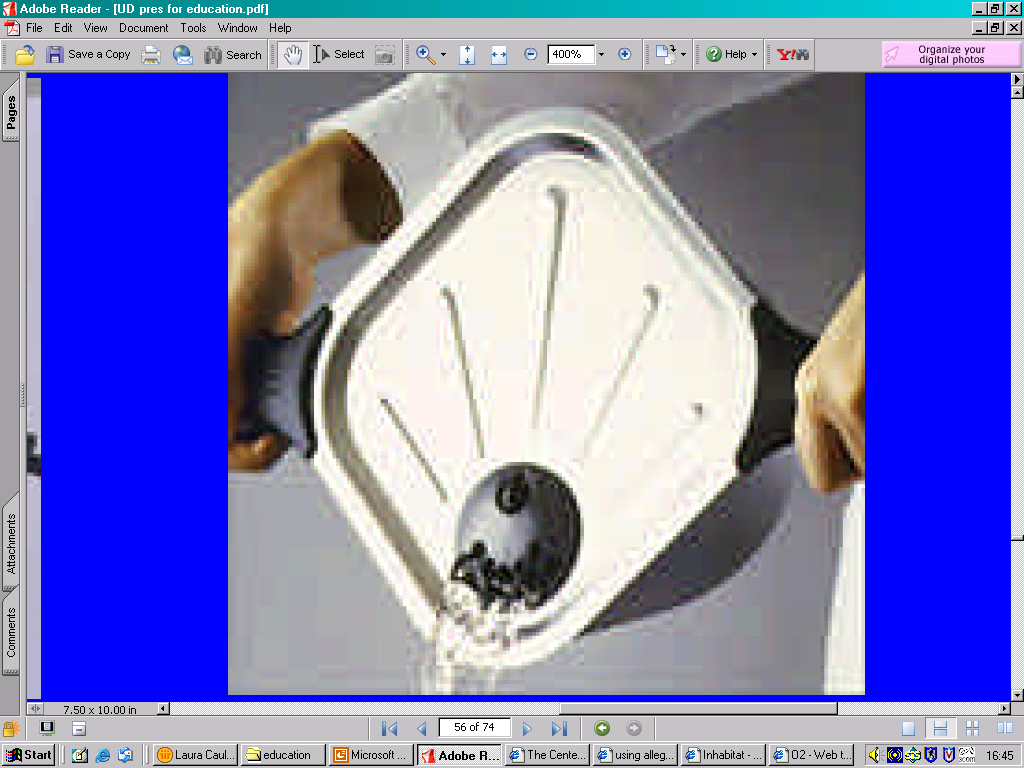 Adobe Reader - [UD pres for education.pdf]
File Edit View Document Tools Window Help
Save a Copy Search Select 400% Help Y! Organize your
digital photos
Pages
Attachments
Comments
7.50 x 10.00 in
56 of 74
Start Laura Caul... education Microsoft ... Adobe R... The Cente... using alleg... Inhabitat - ... 02 - Web t... 16:45